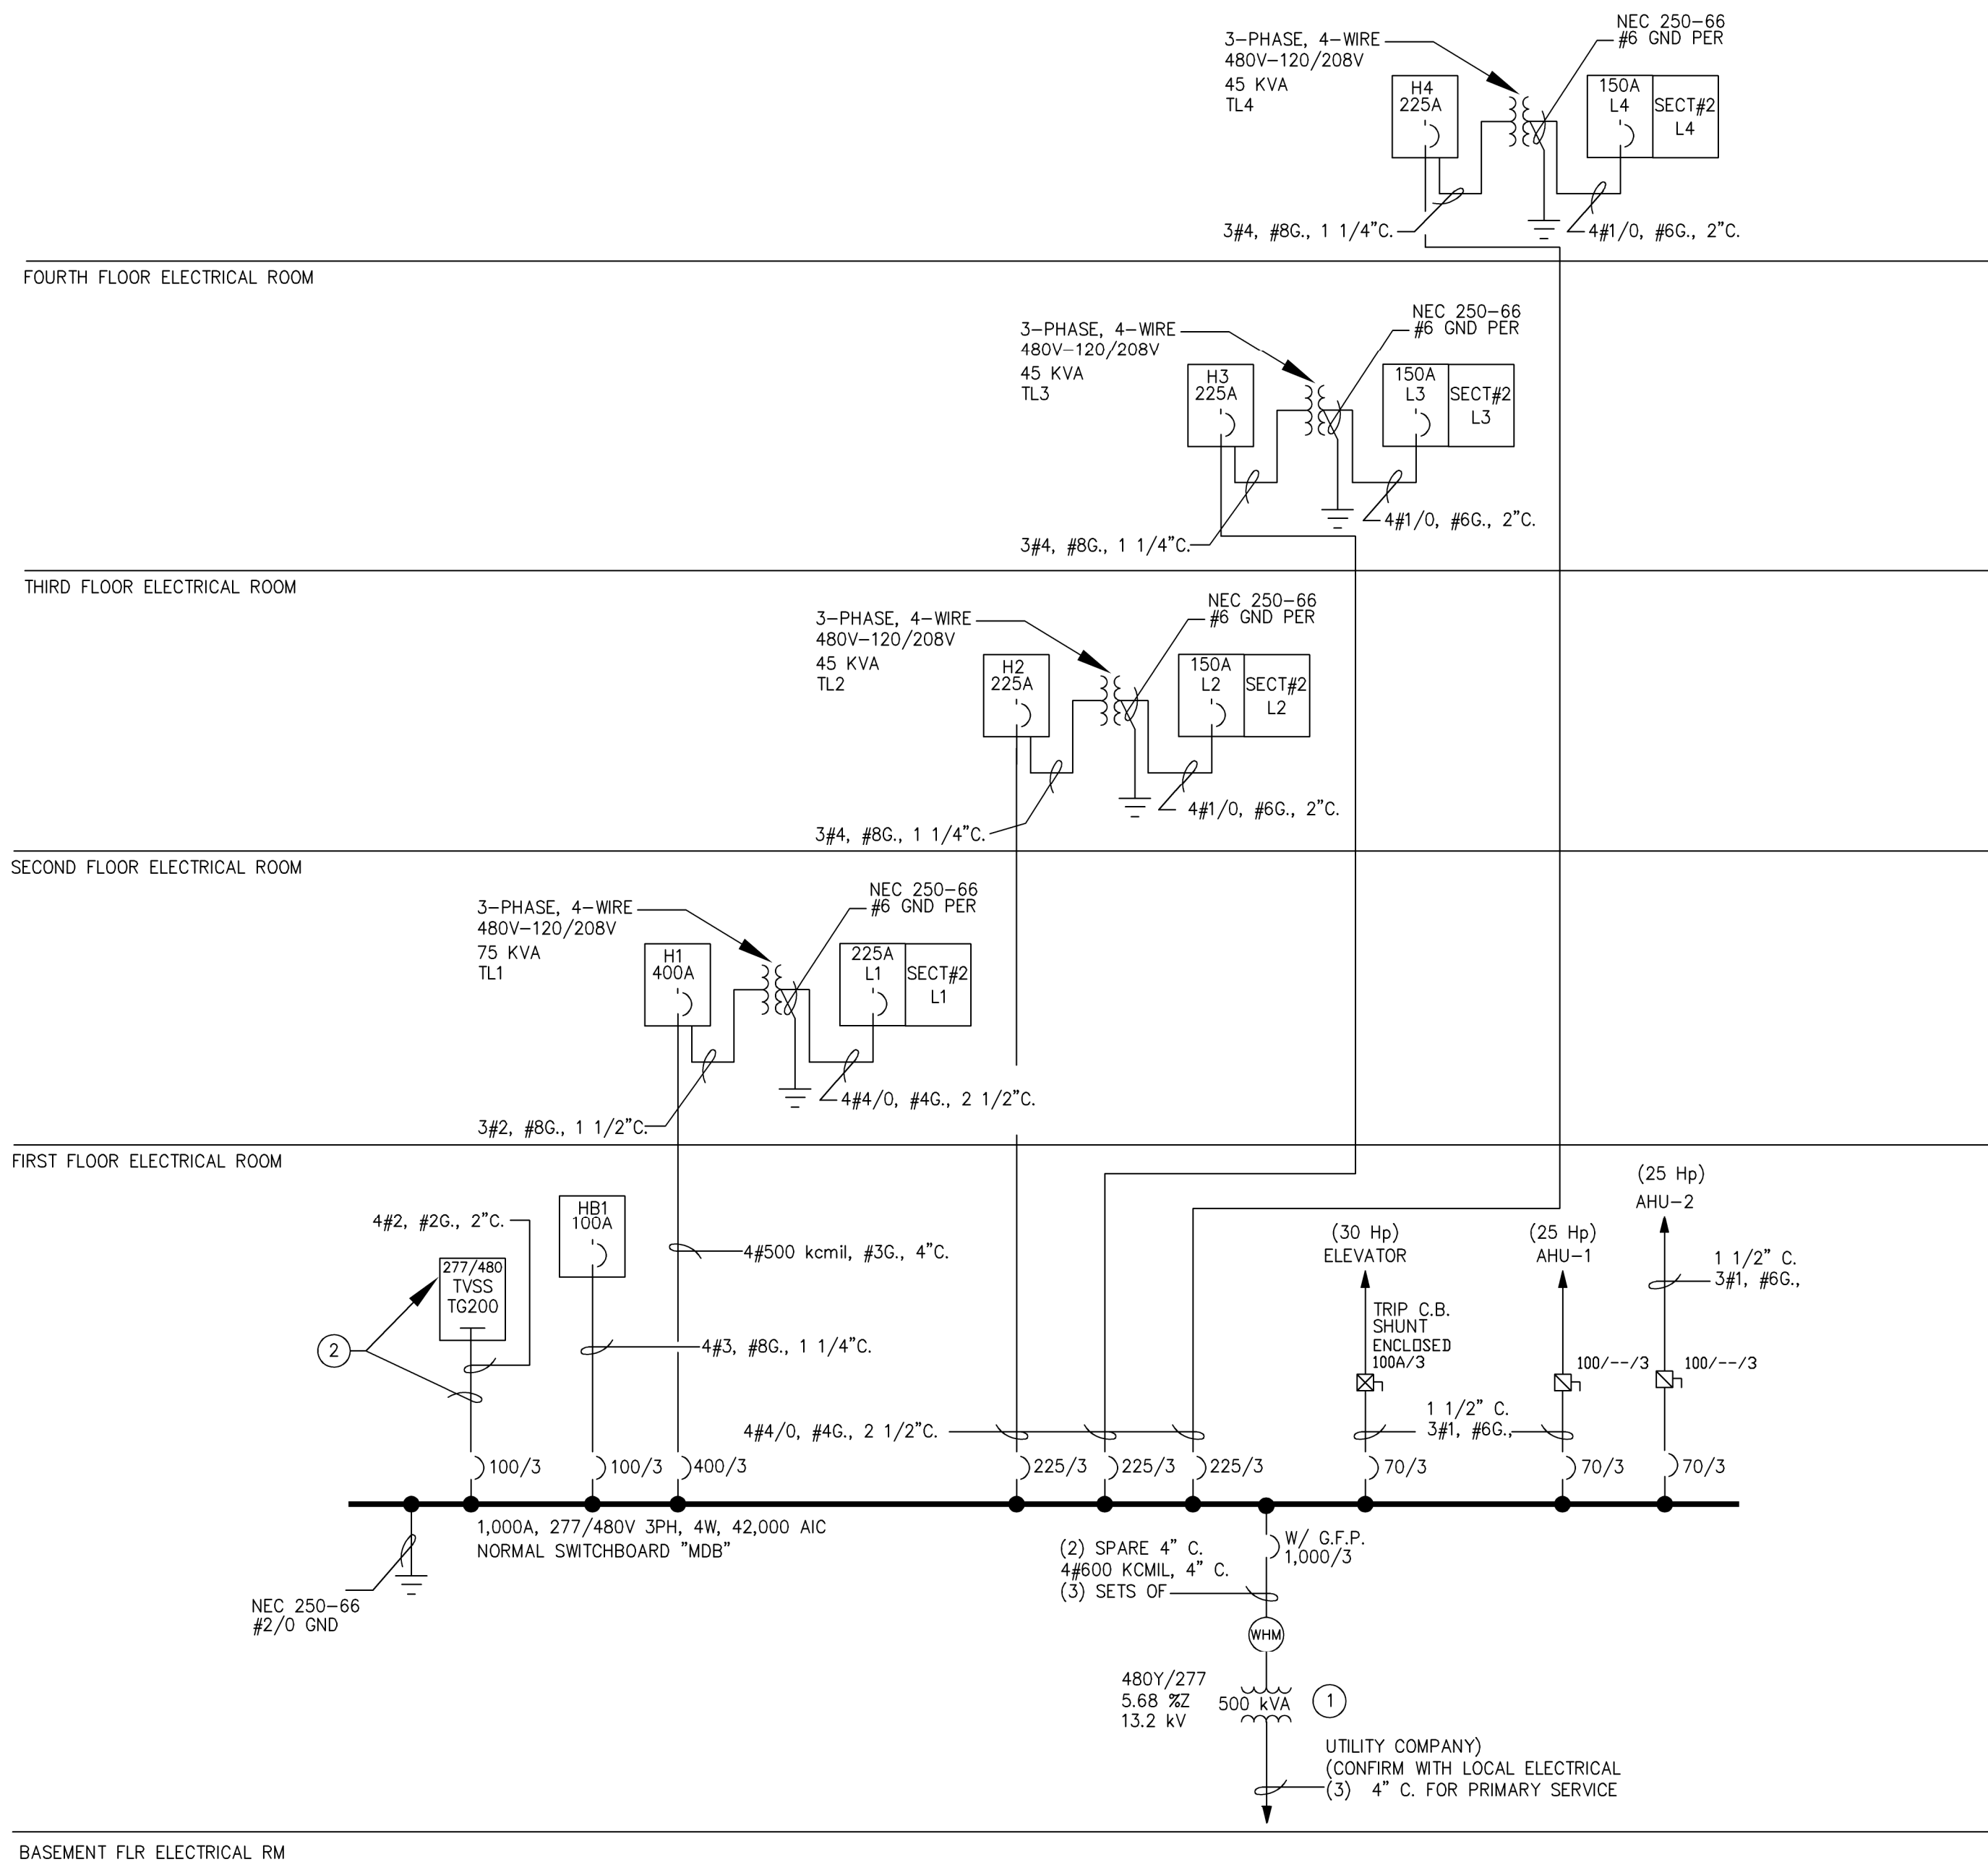 NEC 250-66
#6 GND PER
3-PHASE, 4-WIRE
480V-120/208V
45 KVA
TL4
H4
225A
150A
L4
SECT#2
L4
3#4, #8G., 1 1/4"C.
4#1/0, #6G., 2"C.
FOURTH FLOOR ELECTRICAL ROOM
NEC 250-66
#6 GND PER
3-PHASE, 4-WIRE
480V-120/208V
45 KVA
TL3
H3
225A
150A
L3
SECT#2
L3
4#1/0, #6G., 2"C.
3#4, #8G., 1 1/4"C.
THIRD FLOOR ELECTRICAL ROOM
NEC 250-66
#6 GND PER
3-PHASE, 4-WIRE
480V-120/208V
45 KVA
TL2
H2
225A
150A
L2
SECT#2
L2
4#1/0, #6G., 2"C.
3#4, #8G., 1 1/4"C.
SECOND FLOOR ELECTRICAL ROOM
NEC 250-66
#6 GND PER
3-PHASE, 4-WIRE
480V-120/208V
75 KVA
TL1
H1
400A
225A
L1
SECT#2
L1
4#4/0, #4G., 2 1/2"C.
3#2, #8G., 1 1/2"C.
FIRST FLOOR ELECTRICAL ROOM
(25 Hp)
AHU-2
4#2, #2G., 2"C.
HB1
100A
277/480
TVSS
TG200
4#500 kcmil, #3G., 4"C.
(30 Hp)
ELEVATOR
(25 Hp)
AHU-1
1 1/2" C.
3#1, #6G.,
TRIP C.B.
SHUNT
ENCLOSED
100A/3
100/--/3
100/--/3
2
4#3, #8G., 1 1/4"C.
4#4/0, #4G., 2 1/2"C.
1 1/2" C.
3#1, #6G.,
100/3
100/3
400/3
225/3
225/3
225/3
70/3
70/3
70/3
1,000A, 277/480V 3PH, 4W, 42,000 AIC
NORMAL SWITCHBOARD "MDB"
W/ G.F.P.
1,000/3
(2) SPARE 4" C.
4#600 KCMIL, 4" C.
(3) SETS OF
NEC 250-66
#2/0 GND
WHM
480Y/277
5.68 %Z
13.2 kV
500 kVA
1
UTILITY COMPANY)
(CONFIRM WITH LOCAL ELECTRICAL
(3) 4" C. FOR PRIMARY SERVICE
BASEMENT FLR ELECTRICAL RM